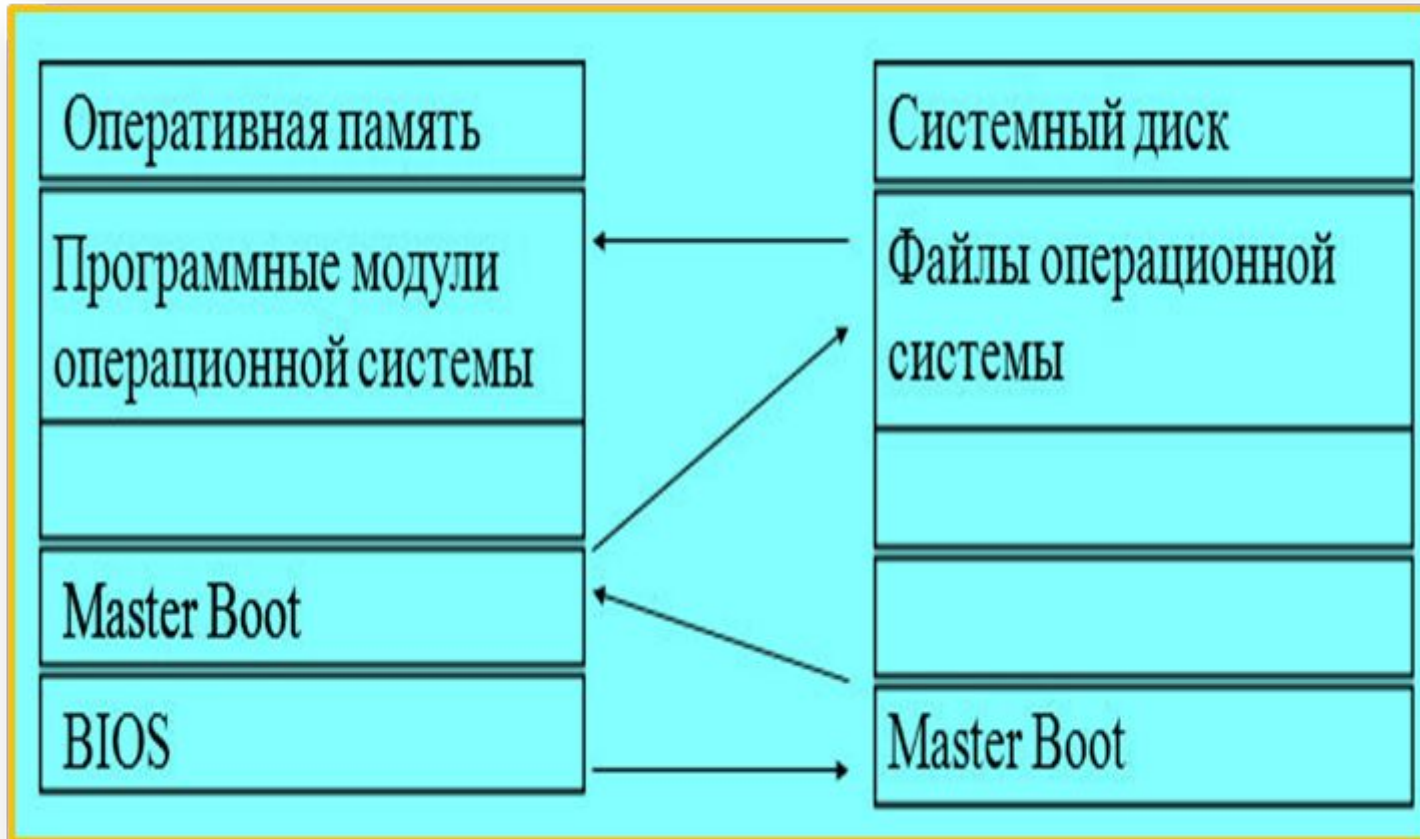 Оперативная память
Программные модули
операционной системы
Master Boot
BIOS
Системный диск
Файлы операционной
системы
Master Boot